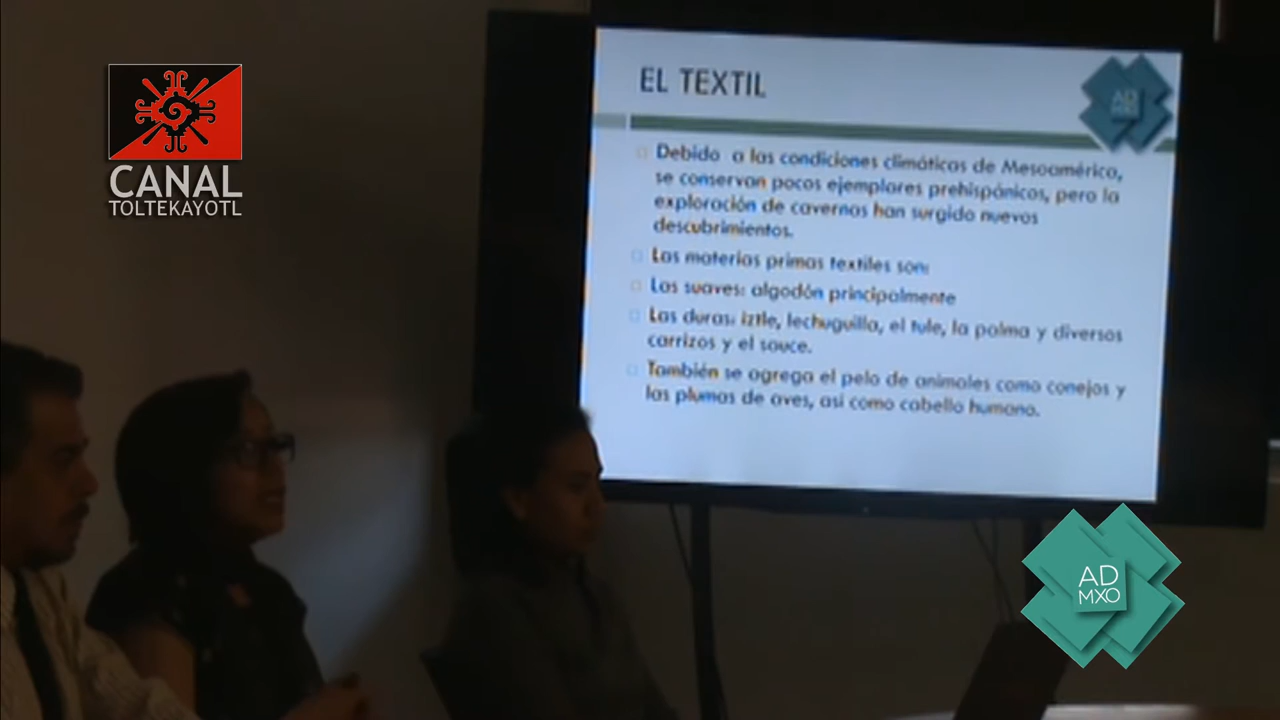 CANAL
TOLTEKAYOTL
EL TEXTIL
AD
MXO
Debido a las condiciones climáticas de Mesoamérica,
se conservan pocos ejemplares prehispánicos, pero la
exploración de cavernas han surgido nuevos
descubrimientos.
Las materias primas textiles son:
Las suaves: algodón principalmente
Las duras: iztle, lechuguilla, el tule, la palma y diversos
carrizos y el sauce.
También se agrega el pelo de animales como conejos y
las plumas de aves, así como cabello humano.
AD
MXO